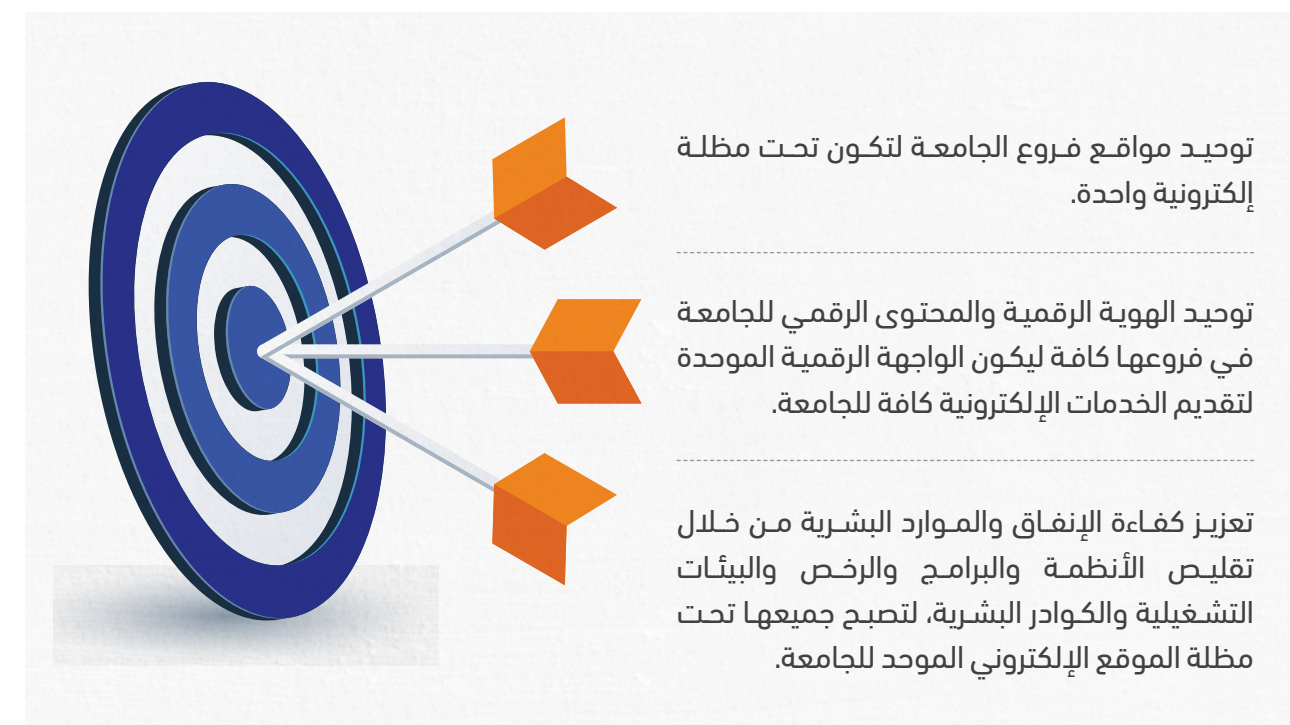 توحيد مواقع فروع الجامعة لتكون تحت مظلة
إلكترونية واحدة.
توحيد الهوية الرقمية والمحتوى الرقمي للجامعة
في فروعها كافة ليكون الواجهة الرقمية الموحدة
لتقديم الخدمات الإلكترونية كافة للجامعة.
تعزيز كفاءة الإنفاق والموارد البشرية من خلال
تقليص الأنظمة والبرامج والرخص والبيئات
التشغيلية والكوادر البشرية، لتصبح جميعها تحت
مظلة الموقع الإلكتروني الموحد للجامعة.